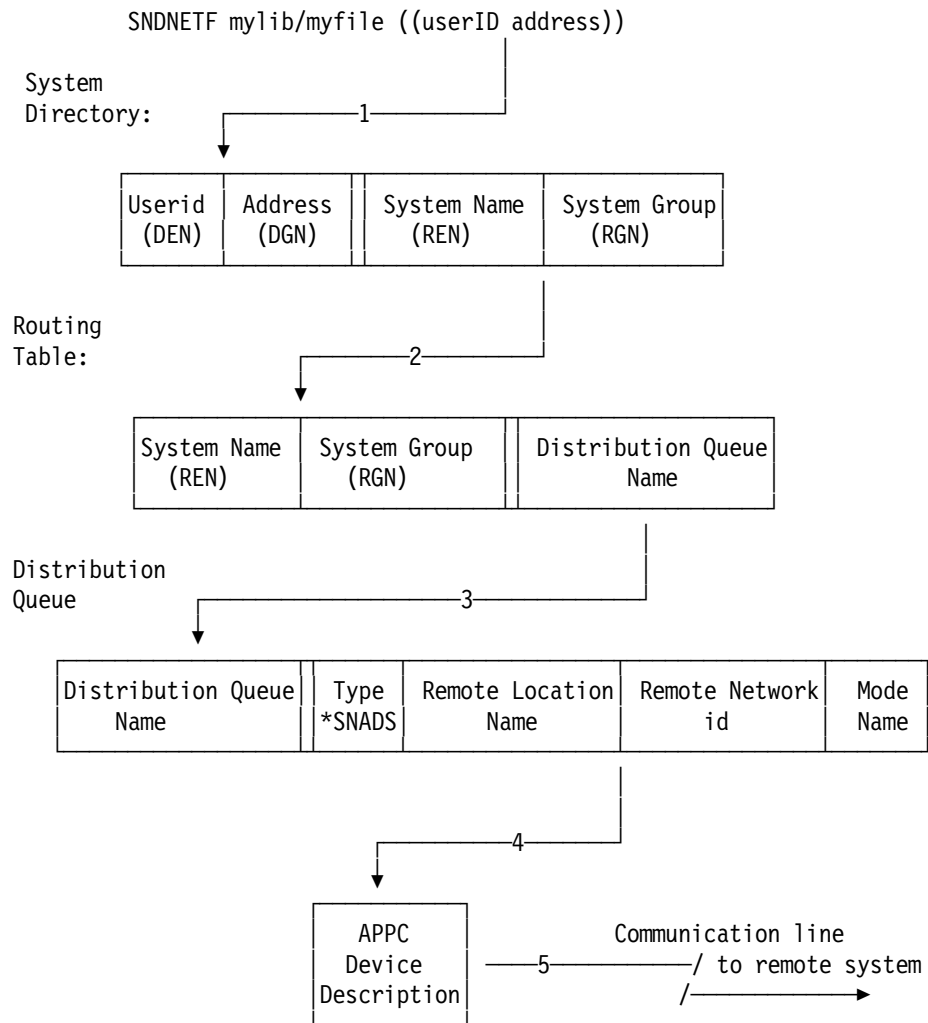 SNDNETF mylib/myfile ((userID address))
System
Directory:
1
Userid Address System Name System Group
(DEN) (DGN) (REN) (RGN)
Routing
Table:
2
System Name System Group Distribution Queue
(REN) (RGN) Name
Distribution
Queue
3
Distribution Queue Type Remote Location Remote Network Mode
Name *SNADS Name id Name
4
APPC Communication line
Device 5 / to remote system
Description /